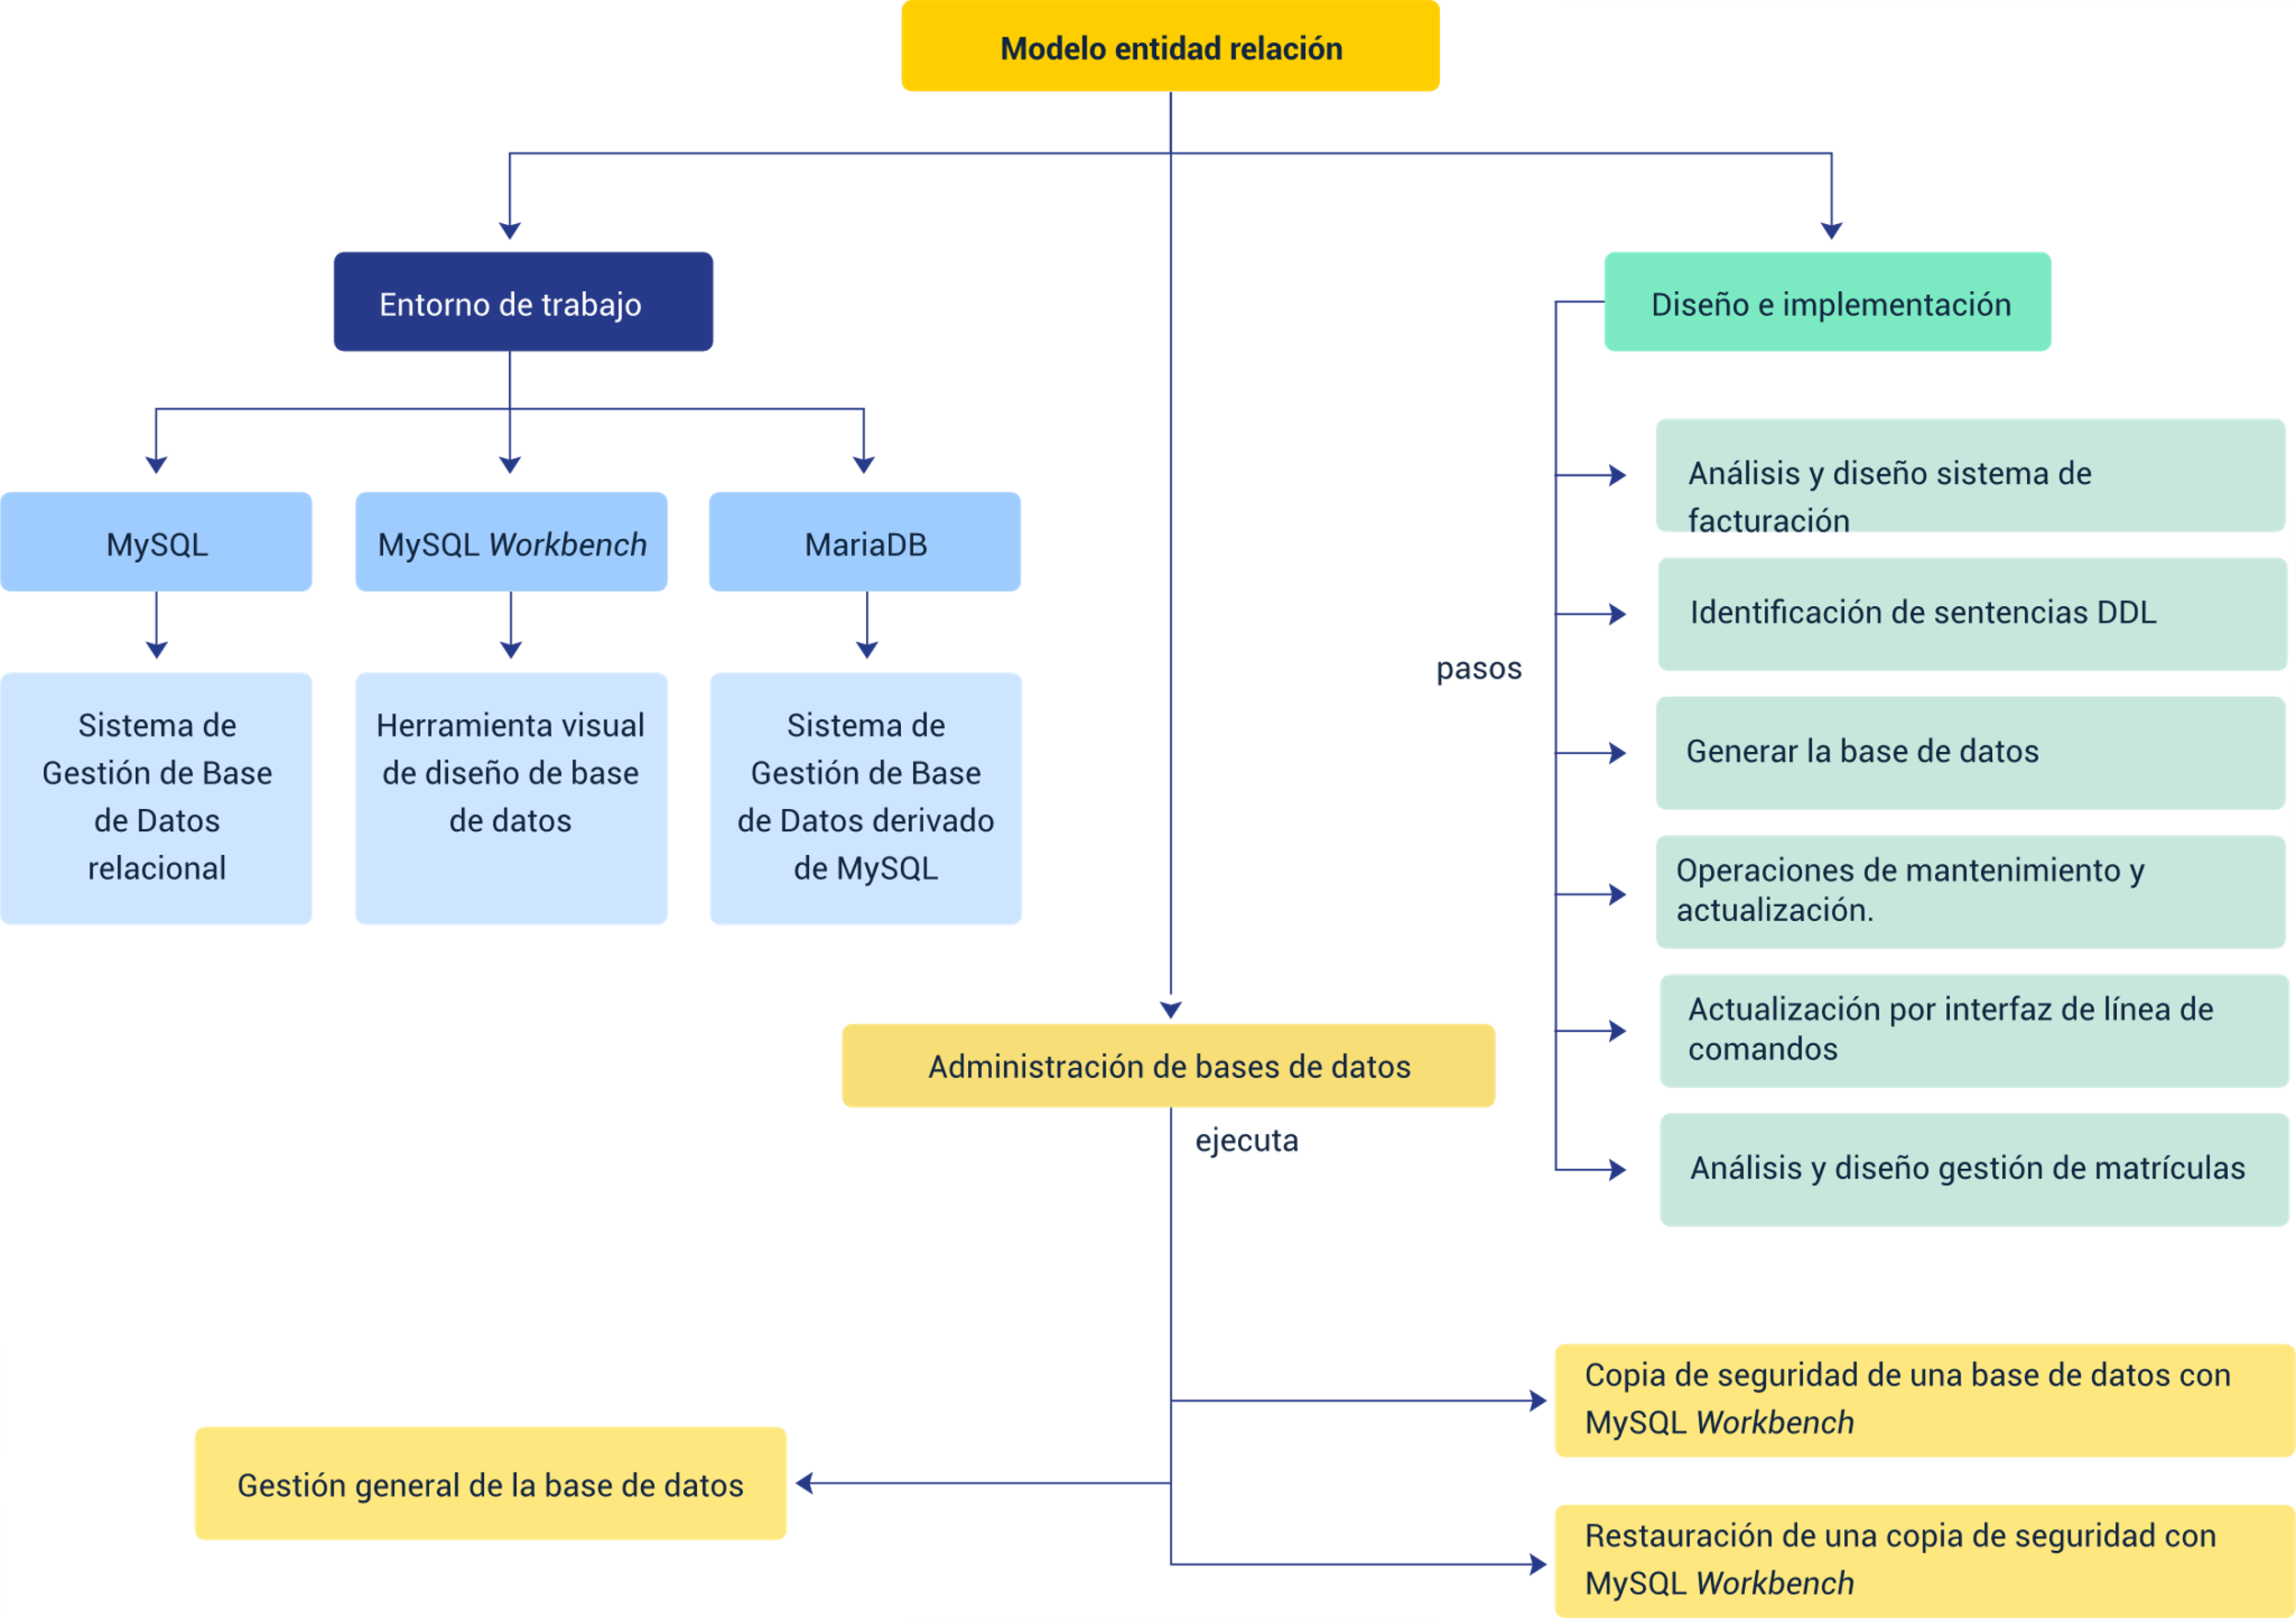 Modelo entidad relación
Entorno de trabajo
Diseño e implementación
MySQL
MySQL Workbench
MariaDB
Sistema de
Gestión de Base
de Datos
relacional
Herramienta visual
de diseño de base
de datos
Sistema de
Gestión de Base
de Datos derivado
de MySQL
pasos
Análisis y diseño sistema de
facturación
Identificación de sentencias DDL
Generar la base de datos
Operaciones de mantenimiento y
actualización.
Actualización por interfaz de línea de
comandos
Análisis y diseño gestión de matrículas
Administración de bases de datos
ejecuta
Gestión general de la base de datos
Copia de seguridad de una base de datos con
MySQL Workbench
Restauración de una copia de seguridad con
MySQL Workbench